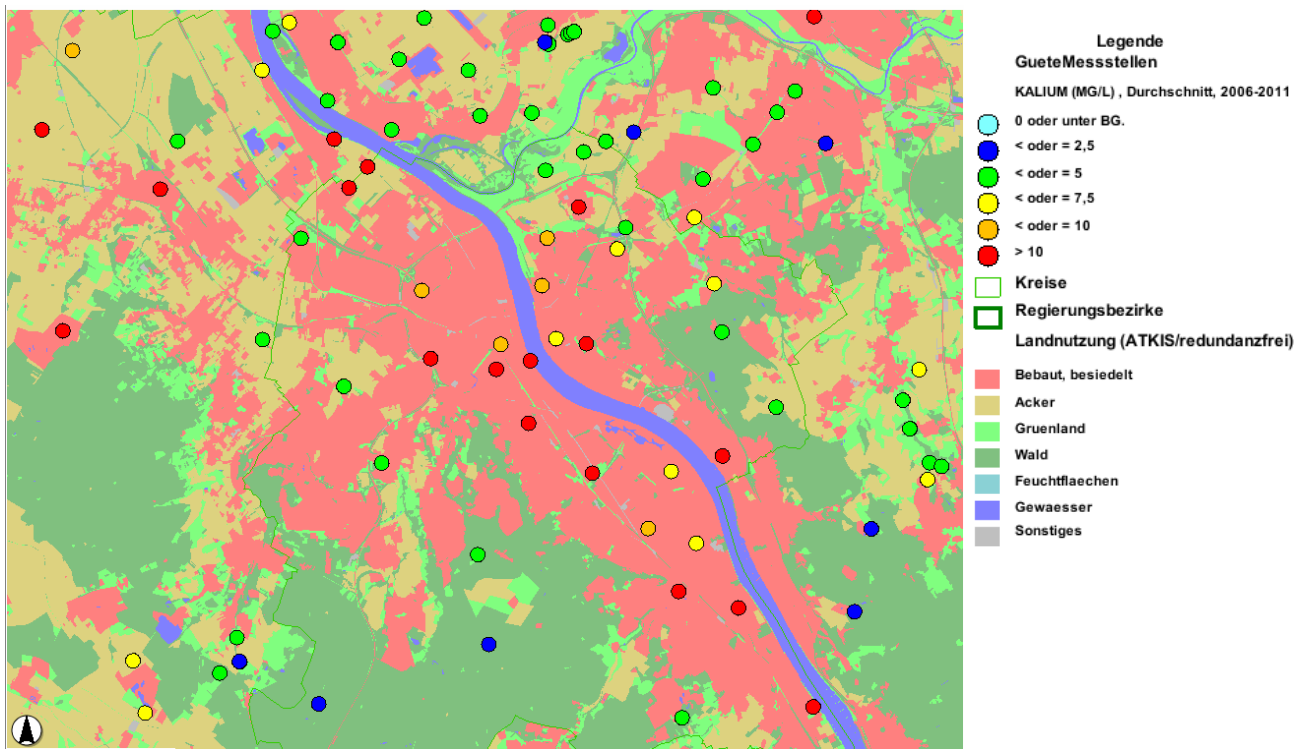 Legende
GueteMessstellen
KALIUM (MG/L) , Durchschnitt, 2006-2011
0 oder unter BG.
< oder = 2,5
< oder = 5
< oder = 7,5
< oder = 10
> 10
Kreise
Regierungsbezirke
Landnutzung (ATKIS/redundanzfrei)
Bebaut, besiedelt
Acker
Gruenland
Wald
Feuchtflaechen
Gewaesser
Sonstiges